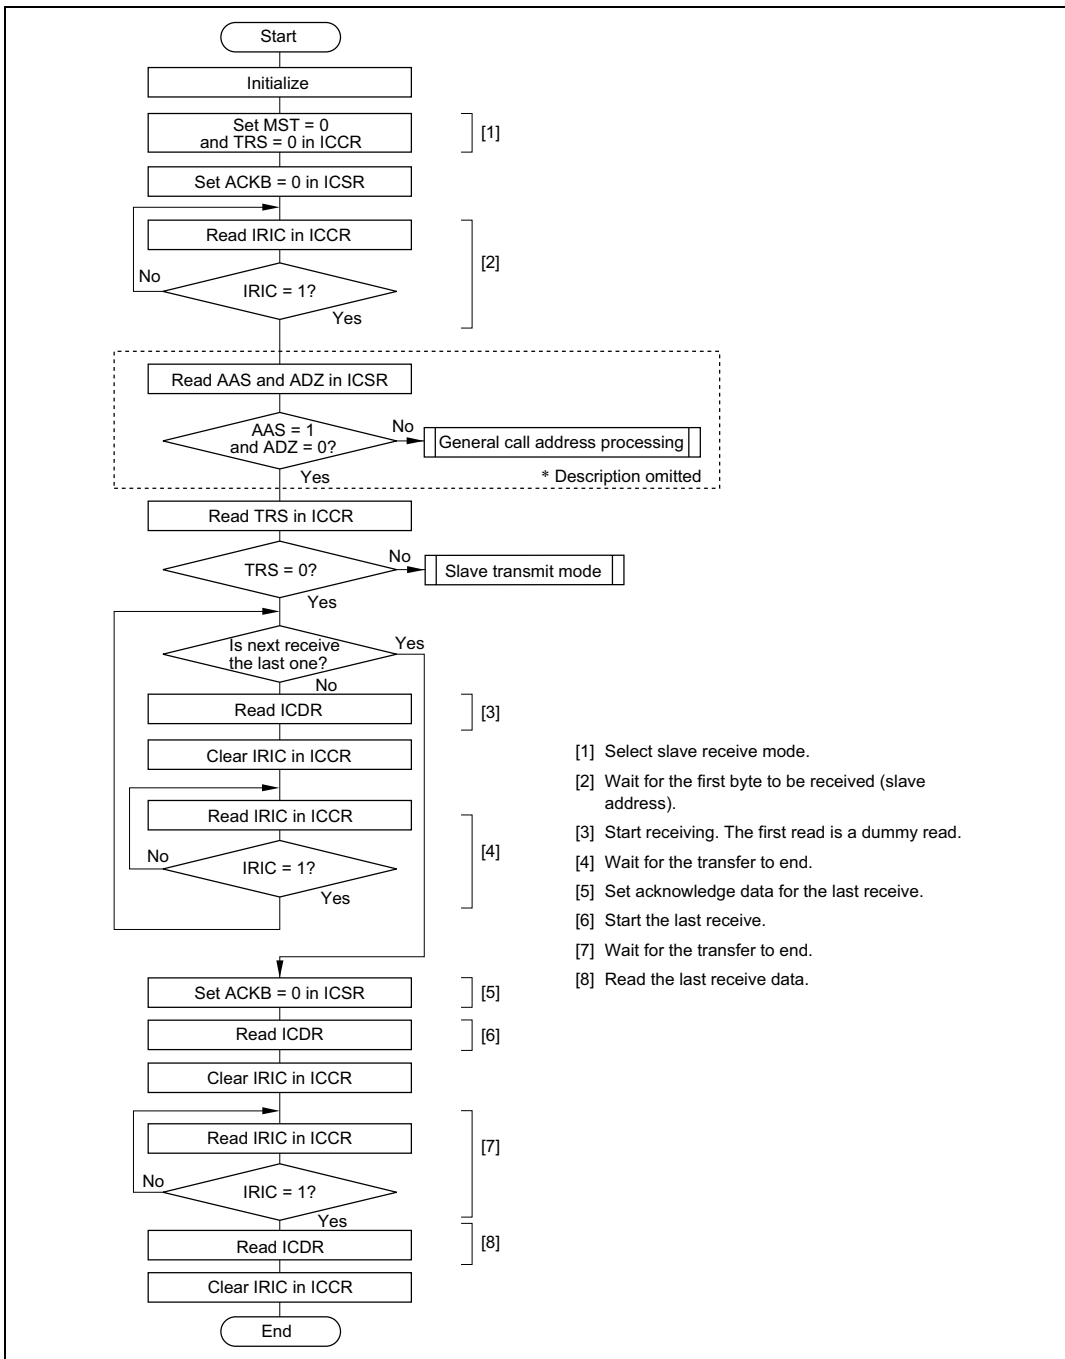 Start
Initialize
Set MST = 0
and TRS = 0 in ICCR
[1]
Set ACKB = 0 in ICSR
Read IRIC in ICCR
[2]
No
IRIC = 1?
Yes
Read AAS and ADZ in ICSR
AAS = 1
and ADZ = 0?
No
General call address processing
Yes
* Description omitted
Read TRS in ICCR
TRS = 0?
No
Slave transmit mode
Yes
Is next receive
the last one?
Yes
No
Read ICDR
[3]
Clear IRIC in ICCR
Read IRIC in ICCR
[4]
No
IRIC = 1?
Yes
[1] Select slave receive mode.
[2] Wait for the first byte to be received (slave
address).
[3] Start receiving. The first read is a dummy read.
[4] Wait for the transfer to end.
[5] Set acknowledge data for the last receive.
[6] Start the last receive.
[7] Wait for the transfer to end.
[8] Read the last receive data.
Set ACKB = 0 in ICSR
[5]
Read ICDR
[6]
Clear IRIC in ICCR
Read IRIC in ICCR
[7]
No
IRIC = 1?
Yes
Read ICDR
[8]
Clear IRIC in ICCR
End